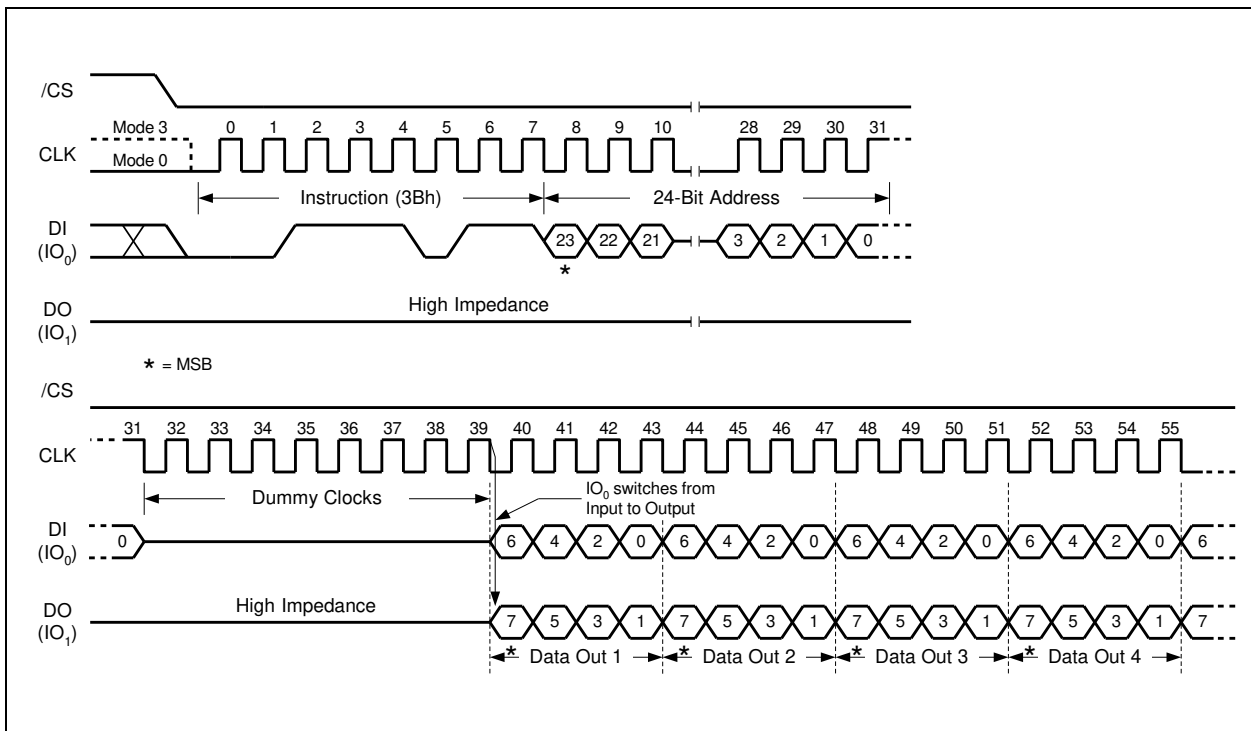 /CS
Mode 3
0 1 2 3 4 5 6 7 8 9 10 28 29 30 31
CLK
Mode 0
Instruction (3Bh) 24-Bit Address
DI
(IO0)
23 22 21 3 2 1 0
*
High Impedance
DO
(IO1)
* = MSB
/CS
31 32 33 34 35 36 37 38 39 40 41 42 43 44 45 46 47 48 49 50 51 52 53 54 55
CLK
Dummy Clocks
IO0 switches from
Input to Output
DI
(IO0)
0 6 4 2 0 6 4 2 0 6 4 2 0 6 4 2 0 6
High Impedance
DO
(IO1)
7 5 3 1 7 5 3 1 7 5 3 1 7 5 3 1 7
* Data Out 1 * Data Out 2 * Data Out 3 * Data Out 4